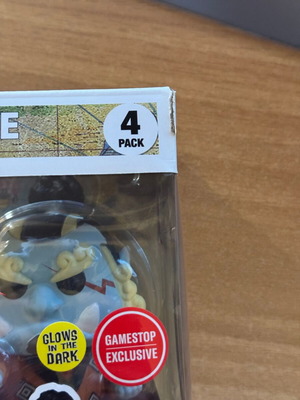 E
4
PACK
GLOWS
IN THE
DARK
GAMESTOP
EXCLUSIVE